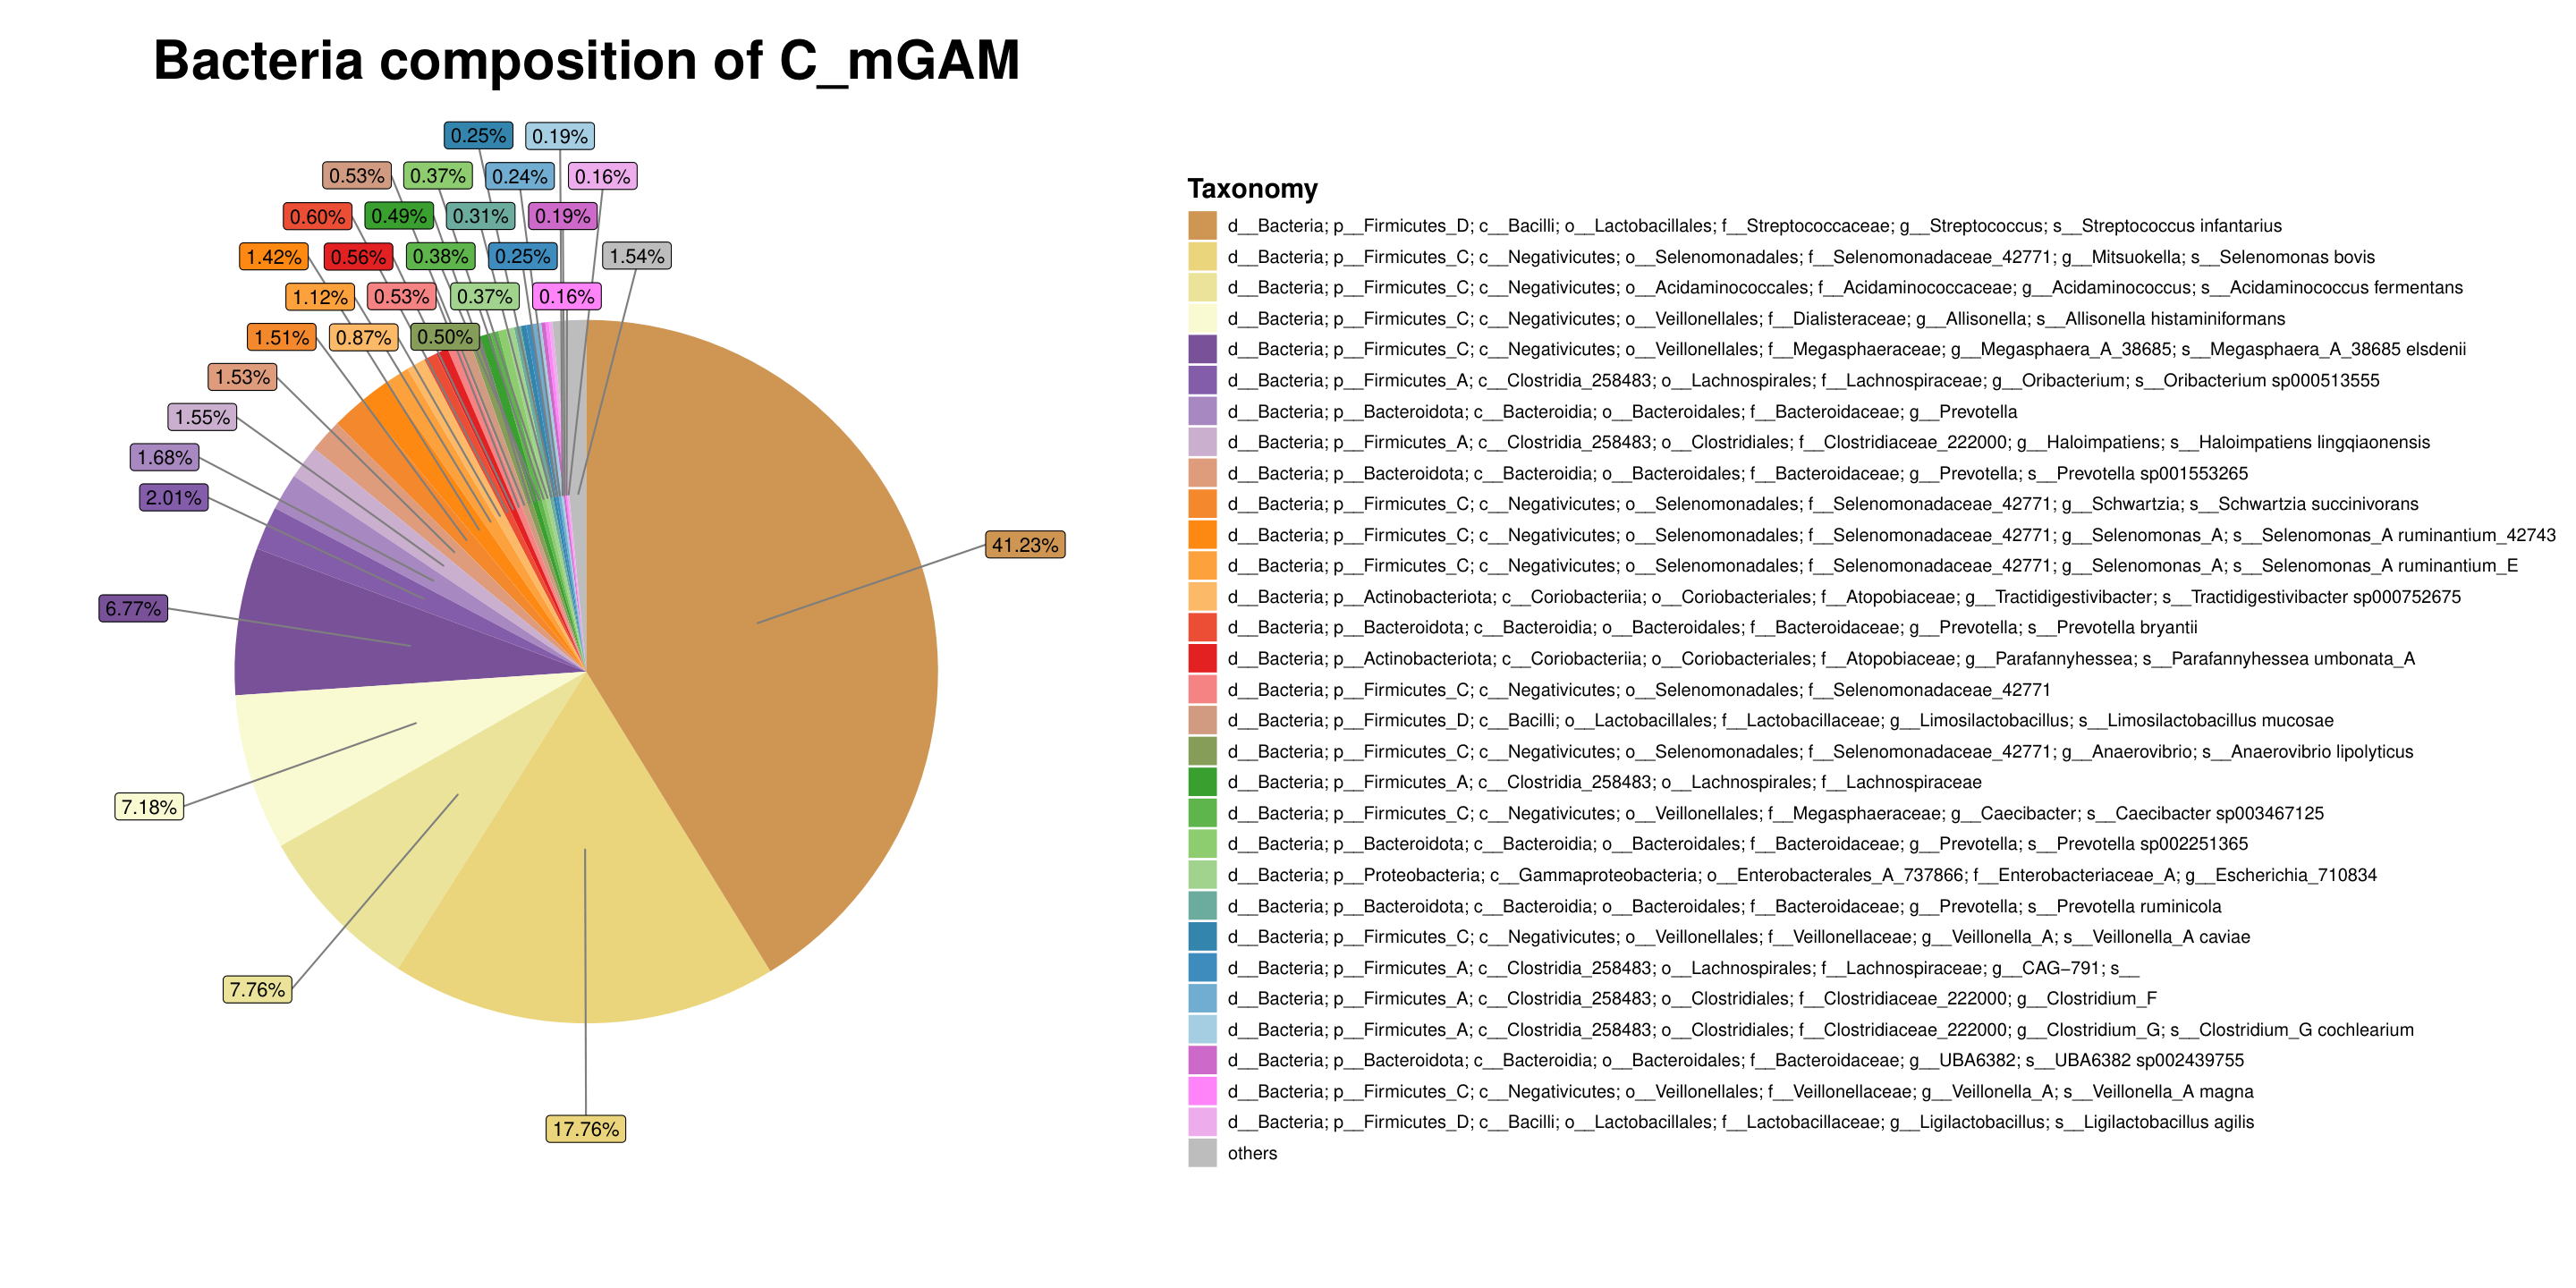 Bacteria composition of C_mGAM
0.25% 0.19%
0.53% 0.37% 0.24% 0.16%
0.60% 0.49% 0.31% 0.19%
1.42% 0.56% 0.38% 0.25% 1.54%
1.12% 0.53% 0.37% 0.16%
1.51% 0.87% 0.50%
1.53%
1.55%
1.68%
2.01%
41.23%
6.77%
7.18%
7.76%
17.76%
Taxonomy
d__Bacteria; p__Firmicutes_D; c__Bacilli; o__Lactobacillales; f__Streptococcaceae; g__Streptococcus; s__Streptococcus infantarius
d__Bacteria; p__Firmicutes_C; c__Negativicutes; o__Selenomonadales; f__Selenomonadaceae_42771; g__Mitsuokella; s__Selenomonas bovis
d__Bacteria; p__Firmicutes_C; c__Negativicutes; o__Acidaminococcales; f__Acidaminococcaceae; g__Acidaminococcus; s__Acidaminococcus fermentans
d__Bacteria; p__Firmicutes_C; c__Negativicutes; o__Veillonellales; f__Dialisteraceae; g__Allisonella; s__Allisonella histaminiformans
d__Bacteria; p__Firmicutes_C; c__Negativicutes; o__Veillonellales; f__Megasphaeraceae; g__Megasphaera_A_38685; s__Megasphaera_A_38685 elsdenii
d__Bacteria; p__Firmicutes_A; c__Clostridia_258483; o__Lachnospirales; f__Lachnospiraceae; g__Oribacterium; s__Oribacterium sp000513555
d__Bacteria; p__Bacteroidota; c__Bacteroidia; o__Bacteroidales; f__Bacteroidaceae; g__Prevotella
d__Bacteria; p__Firmicutes_A; c__Clostridia_258483; o__Clostridiales; f__Clostridiaceae_222000; g__Haloimpatiens; s__Haloimpatiens lingqiaonensis
d__Bacteria; p__Bacteroidota; c__Bacteroidia; o__Bacteroidales; f__Bacteroidaceae; g__Prevotella; s__Prevotella sp001553265
d__Bacteria; p__Firmicutes_C; c__Negativicutes; o__Selenomonadales; f__Selenomonadaceae_42771; g__Schwartzia; s__Schwartzia succinivorans
d__Bacteria; p__Firmicutes_C; c__Negativicutes; o__Selenomonadales; f__Selenomonadaceae_42771; g__Selenomonas_A; s__Selenomonas_A ruminantium_42743
d__Bacteria; p__Firmicutes_C; c__Negativicutes; o__Selenomonadales; f__Selenomonadaceae_42771; g__Selenomonas_A; s__Selenomonas_A ruminantium_E
d__Bacteria; p__Actinobacteriota; c__Coriobacteriia; o__Coriobacteriales; f__Atopobiaceae; g__Tractidigestivibacter; s__Tractidigestivibacter sp000752675
d__Bacteria; p__Bacteroidota; c__Bacteroidia; o__Bacteroidales; f__Bacteroidaceae; g__Prevotella; s__Prevotella bryantii
d__Bacteria; p__Actinobacteriota; c__Coriobacteriia; o__Coriobacteriales; f__Atopobiaceae; g__Parafannyhessea; s__Parafannyhessea umbonata_A
d__Bacteria; p__Firmicutes_C; c__Negativicutes; o__Selenomonadales; f__Selenomonadaceae_42771
d__Bacteria; p__Firmicutes_D; c__Bacilli; o__Lactobacillales; f__Lactobacillaceae; g__Limosilactobacillus; s__Limosilactobacillus mucosae
d__Bacteria; p__Firmicutes_C; c__Negativicutes; o__Selenomonadales; f__Selenomonadaceae_42771; g__Anaerovibrio; s__Anaerovibrio lipolyticus
d__Bacteria; p__Firmicutes_A; c__Clostridia_258483; o__Lachnospirales; f__Lachnospiraceae
d__Bacteria; p__Firmicutes_C; c__Negativicutes; o__Veillonellales; f__Megasphaeraceae; g__Caecibacter; s__Caecibacter sp003467125
d__Bacteria; p__Bacteroidota; c__Bacteroidia; o__Bacteroidales; f__Bacteroidaceae; g__Prevotella; s__Prevotella sp002251365
d__Bacteria; p__Proteobacteria; c__Gammaproteobacteria; o__Enterobacterales_A_737866; f__Enterobacteriaceae_A; g__Escherichia_710834
d__Bacteria; p__Bacteroidota; c__Bacteroidia; o__Bacteroidales; f__Bacteroidaceae; g__Prevotella; s__Prevotella ruminicola
d__Bacteria; p__Firmicutes_C; c__Negativicutes; o__Veillonellales; f__Veillonellaceae; g__Veillonella_A; s__Veillonella_A caviae
d__Bacteria; p__Firmicutes_A; c__Clostridia_258483; o__Lachnospirales; f__Lachnospiraceae; g__CAG−791; s__
d__Bacteria; p__Firmicutes_A; c__Clostridia_258483; o__Clostridiales; f__Clostridiaceae_222000; g__Clostridium_F
d__Bacteria; p__Firmicutes_A; c__Clostridia_258483; o__Clostridiales; f__Clostridiaceae_222000; g__Clostridium_G; s__Clostridium_G cochlearium
d__Bacteria; p__Bacteroidota; c__Bacteroidia; o__Bacteroidales; f__Bacteroidaceae; g__UBA6382; s__UBA6382 sp002439755
d__Bacteria; p__Firmicutes_C; c__Negativicutes; o__Veillonellales; f__Veillonellaceae; g__Veillonella_A; s__Veillonella_A magna
d__Bacteria; p__Firmicutes_D; c__Bacilli; o__Lactobacillales; f__Lactobacillaceae; g__Ligilactobacillus; s__Ligilactobacillus agilis
others